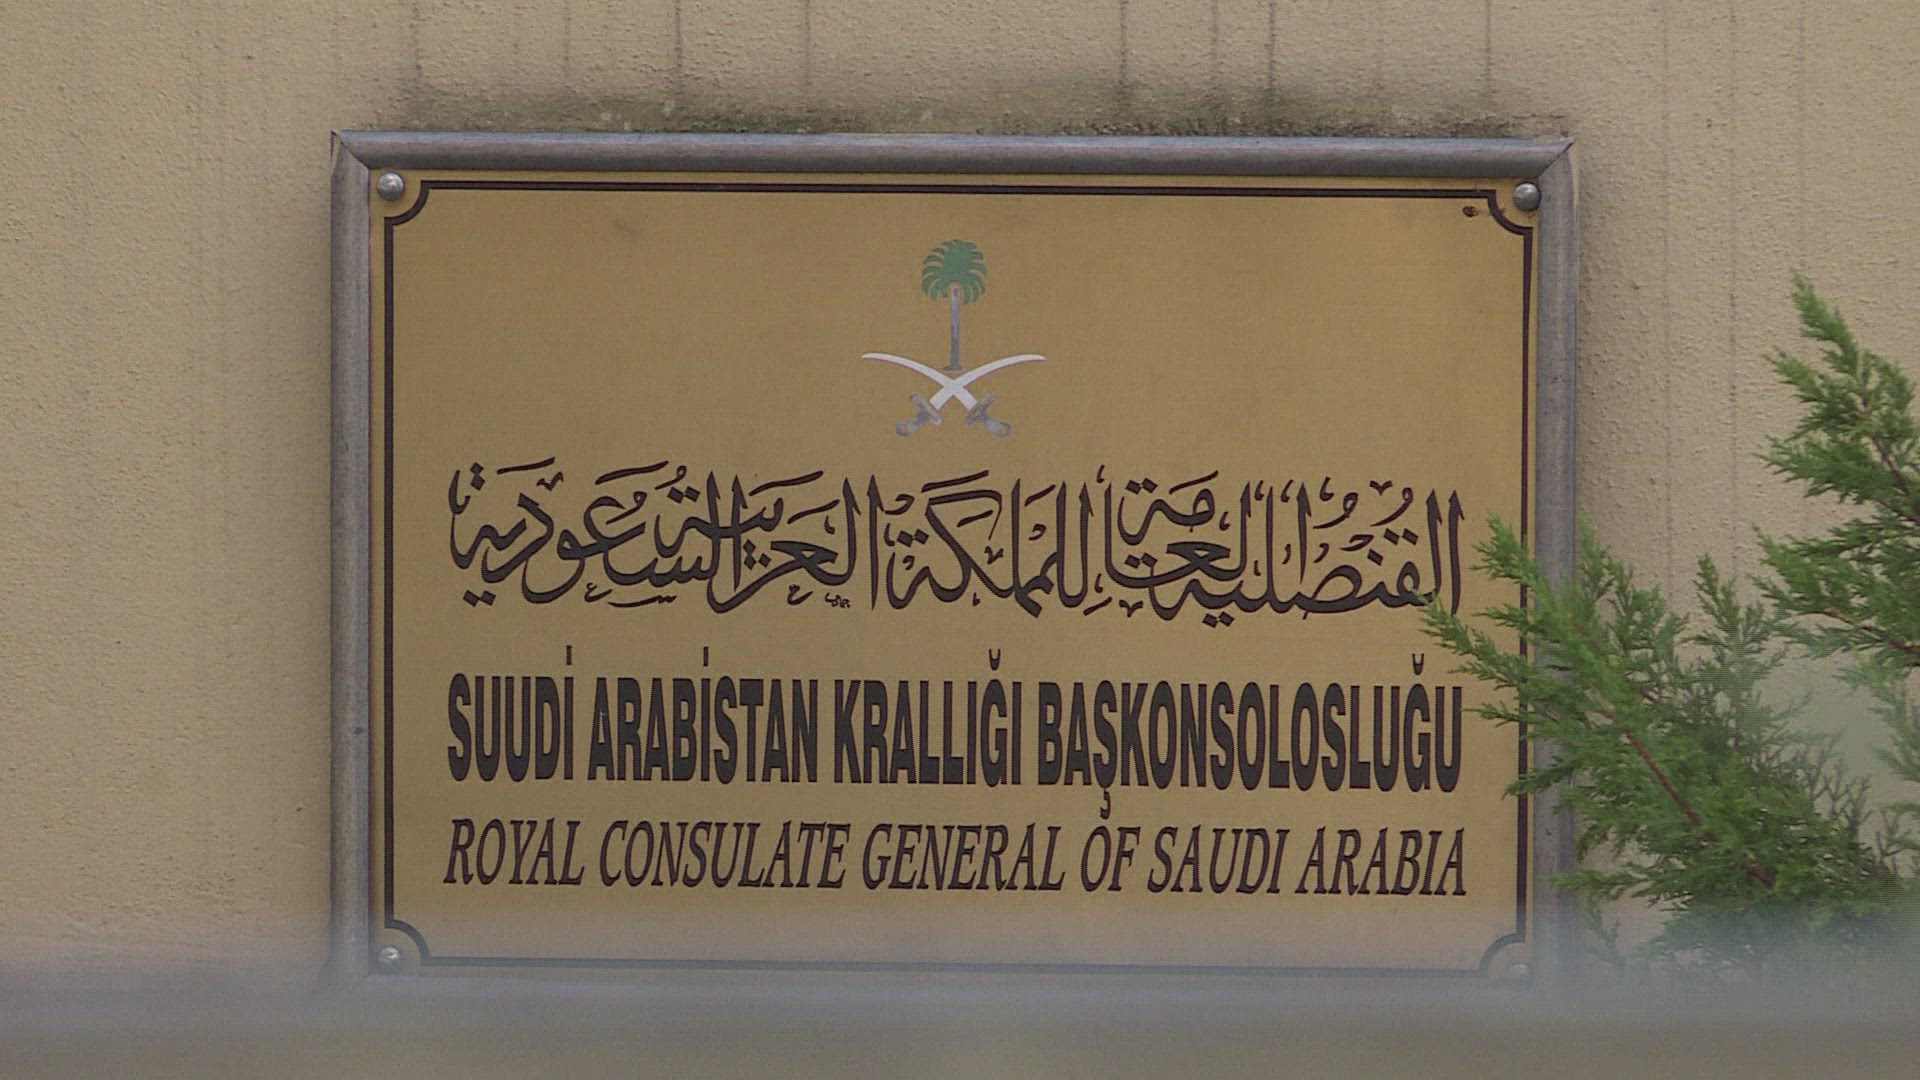 القنصلية العامة للمملكة العربية السعودية
SUUDİ ARABİSTAN KRALLIĞI BAŞKONSOLOSLUĞU
ROYAL CONSULATE GENERAL OF SAUDI ARABIA